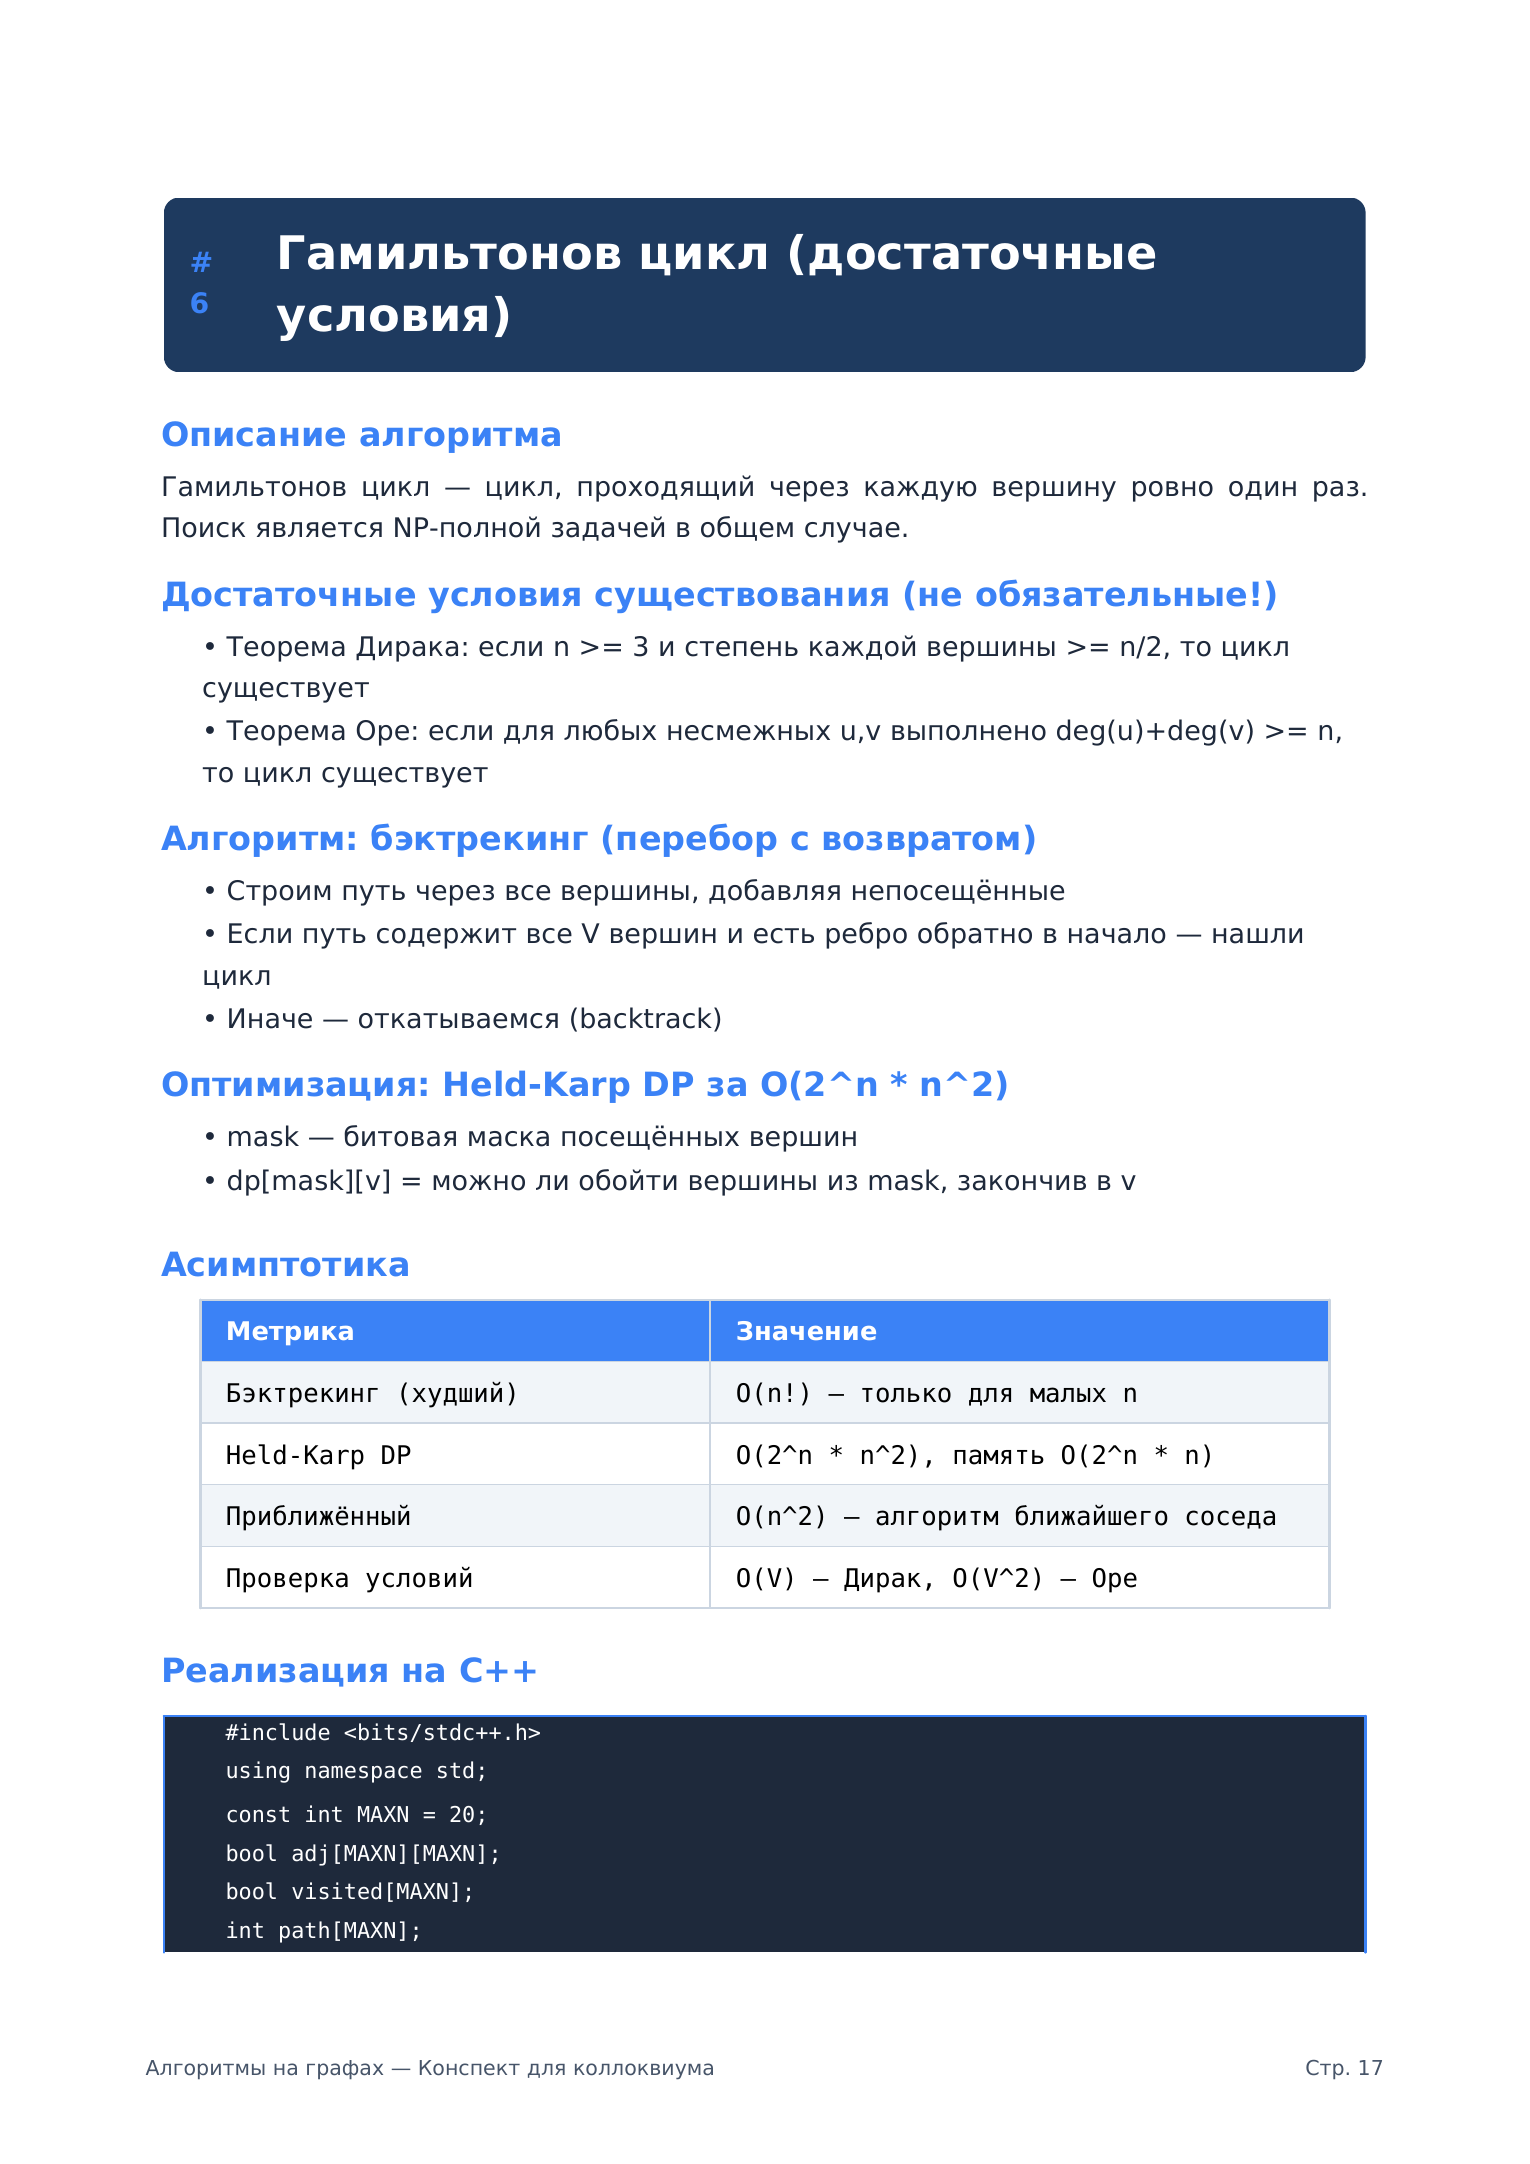 #
6
Гамильтонов цикл (достаточные
условия)
Описание алгоритма
Гамильтонов цикл — цикл, проходящий через каждую вершину ровно один раз.
Поиск является NP-полной задачей в общем случае.
Достаточные условия существования (не обязательные!)
• Теорема Дирака: если n >= 3 и степень каждой вершины >= n/2, то цикл
существует
• Теорема Оре: если для любых несмежных u,v выполнено deg(u)+deg(v) >= n,
то цикл существует
Алгоритм: бэктрекинг (перебор с возвратом)
• Строим путь через все вершины, добавляя непосещённые
• Если путь содержит все V вершин и есть ребро обратно в начало — нашли
цикл
• Иначе — откатываемся (backtrack)
Оптимизация: Held-Karp DP за O(2^n * n^2)
• mask — битовая маска посещённых вершин
• dp[mask][v] = можно ли обойти вершины из mask, закончив в v
Асимптотика
Метрика Значение
Бэктрекинг (худший) O(n!) — только для малых n
Held-Karp DP O(2^n * n^2), память O(2^n * n)
Приближённый O(n^2) — алгоритм ближайшего соседа
Проверка условий O(V) — Дирак, O(V^2) — Оре
Реализация на C++
#include <bits/stdc++.h>
using namespace std;
const int MAXN = 20;
bool adj[MAXN][MAXN];
bool visited[MAXN];
int path[MAXN];
Алгоритмы на графах — Конспект для коллоквиума Стр. 17